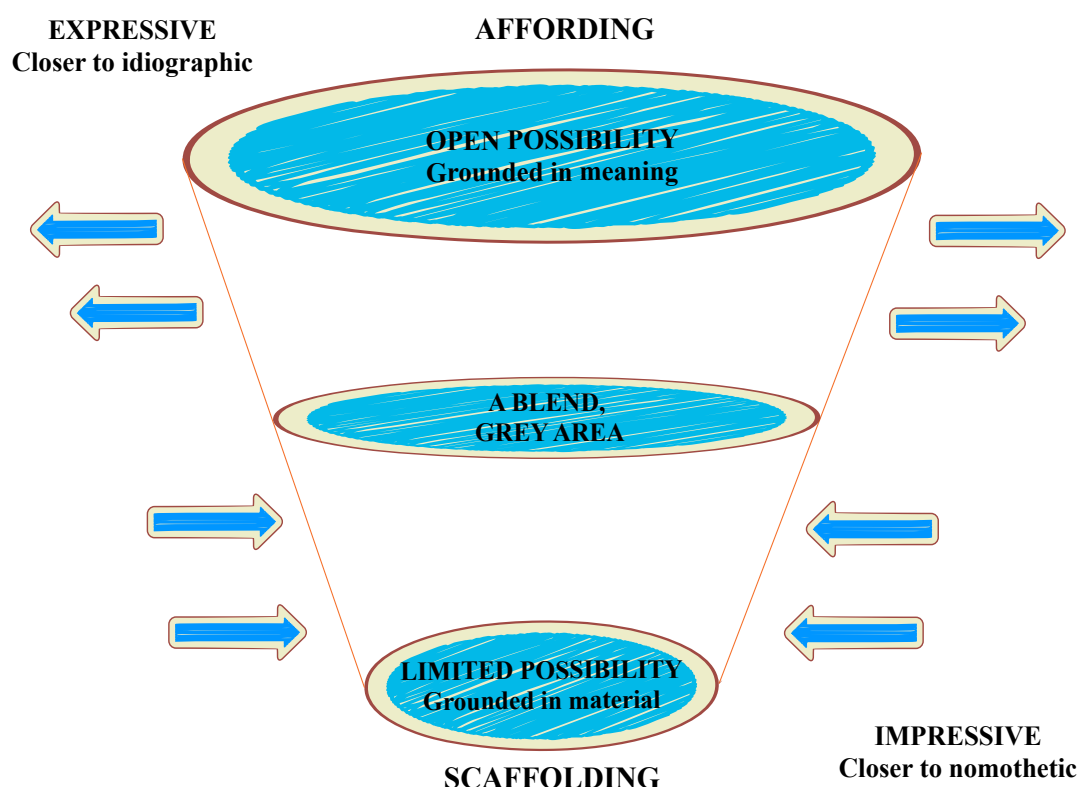 EXPRESSIVE
Closer to idiographic
AFFORDING
OPEN POSSIBILITY
Grounded in meaning
A BLEND,
GREY AREA
LIMITED POSSIBILITY
Grounded in material
IMPRESSIVE
Closer to nomothetic
SCAFFOLDING